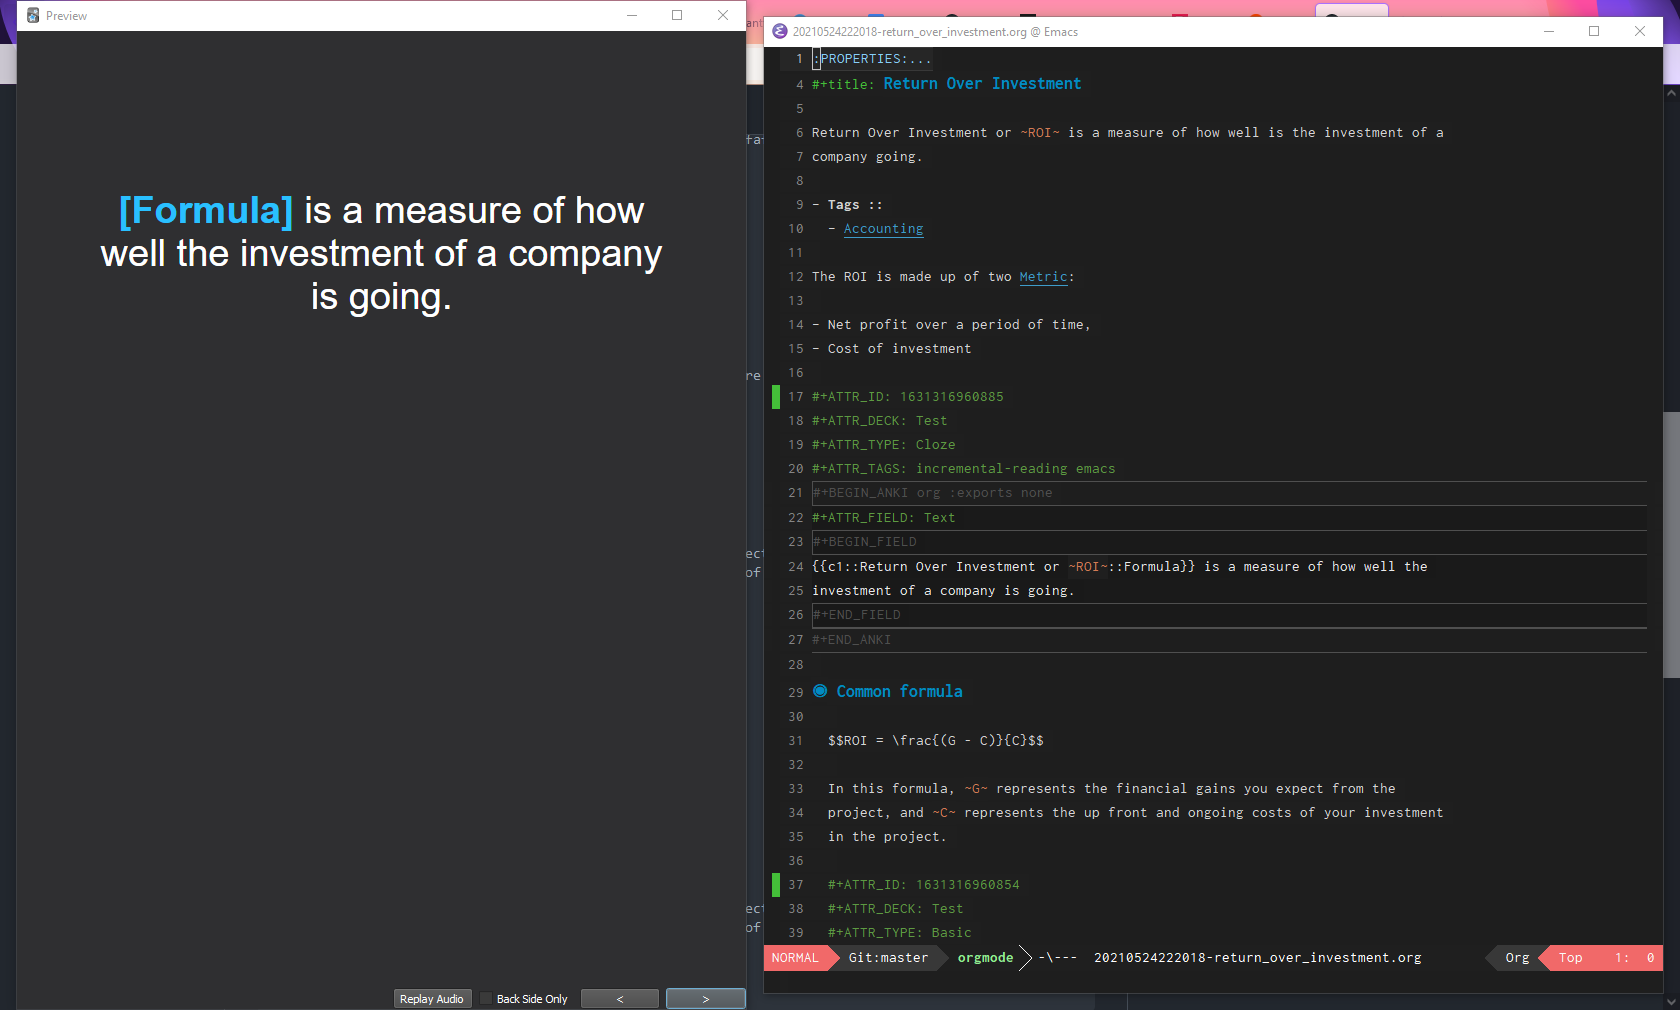 Preview
[Formula] is a measure of how
well the investment of a company
is going.
Replay Audio
Back Side Only
<
>
20210524222018-return_over_investment.org @ Emacs
1 :PROPERTIES:...
4 #+title: Return Over Investment
5
6 Return Over Investment or ~ROI~ is a measure of how well is the investment of a
7 company going.
8
9 - Tags ::
10 - Accounting
11
12 The ROI is made up of two Metric:
13
14 - Net profit over a period of time,
15 - Cost of investment
16
17 #+ATTR_ID: 1631316960885
18 #+ATTR_DECK: Test
19 #+ATTR_TYPE: Cloze
20 #+ATTR_TAGS: incremental-reading emacs
21 #+BEGIN_ANKI org :exports none
22 #+ATTR_FIELD: Text
23 #+BEGIN_FIELD
24 {{c1::Return Over Investment or ~ROI~::Formula}} is a measure of how well the
25 investment of a company is going.
26 #+END_FIELD
27 #+END_ANKI
28
29 Common formula
30
31 $$ROI = \frac{(G - C)}{C}$$
32
33 In this formula, ~G~ represents the financial gains you expect from the
34 project, and ~C~ represents the up front and ongoing costs of your investment
35 in the project.
36
37 #+ATTR_ID: 1631316960854
38 #+ATTR_DECK: Test
39 #+ATTR_TYPE: Basic
NORMAL Git:master orgmode -\--- 20210524222018-return_over_investment.org Org Top 1: 0
re
of
of